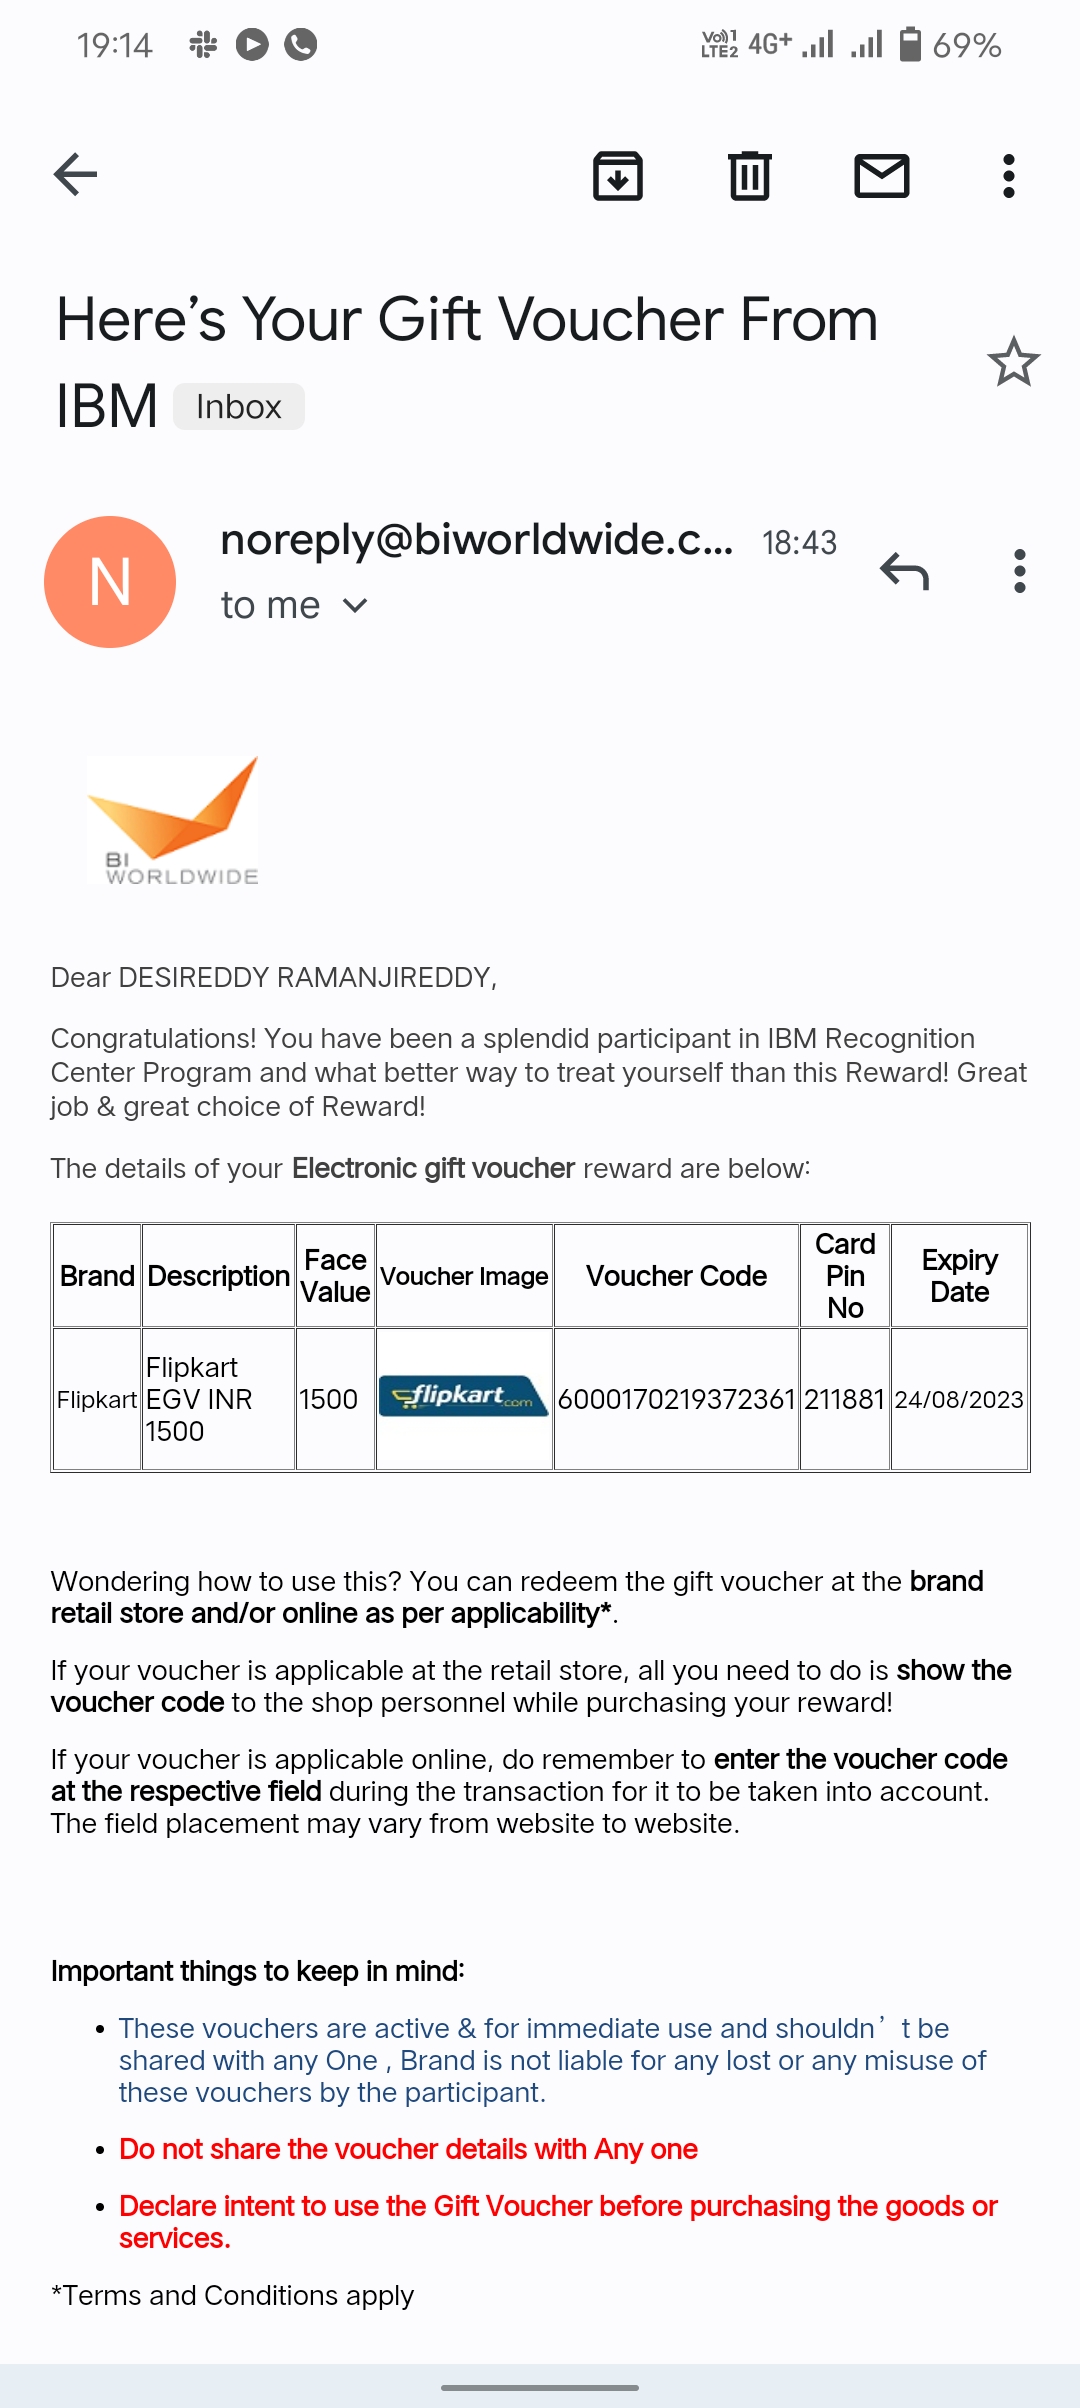 19:14
Vo)) 1
LTE2 4G+ 69%
Here’s Your Gift Voucher From
IBM Inbox
N
noreply@biworldwide.c... 18:43
to me
BI
WORLDWIDE
Dear DESIREDDY RAMANJIREDDY,
Congratulations! You have been a splendid participant in IBM Recognition
Center Program and what better way to treat yourself than this Reward! Great
job & great choice of Reward!
The details of your Electronic gift voucher reward are below:
Brand Description Face Value Voucher Image Voucher Code Card Pin No Expiry Date
Flipkart Flipkart EGV INR 1500 1500 flipkart.com 6000170219372361 211881 24/08/2023
Wondering how to use this? You can redeem the gift voucher at the brand
retail store and/or online as per applicability*.
If your voucher is applicable at the retail store, all you need to do is show the
voucher code to the shop personnel while purchasing your reward!
If your voucher is applicable online, do remember to enter the voucher code
at the respective field during the transaction for it to be taken into account.
The field placement may vary from website to website.
Important things to keep in mind:
• These vouchers are active & for immediate use and shouldn’ t be
shared with any One , Brand is not liable for any lost or any misuse of
these vouchers by the participant.
• Do not share the voucher details with Any one
• Declare intent to use the Gift Voucher before purchasing the goods or
services.
*Terms and Conditions apply